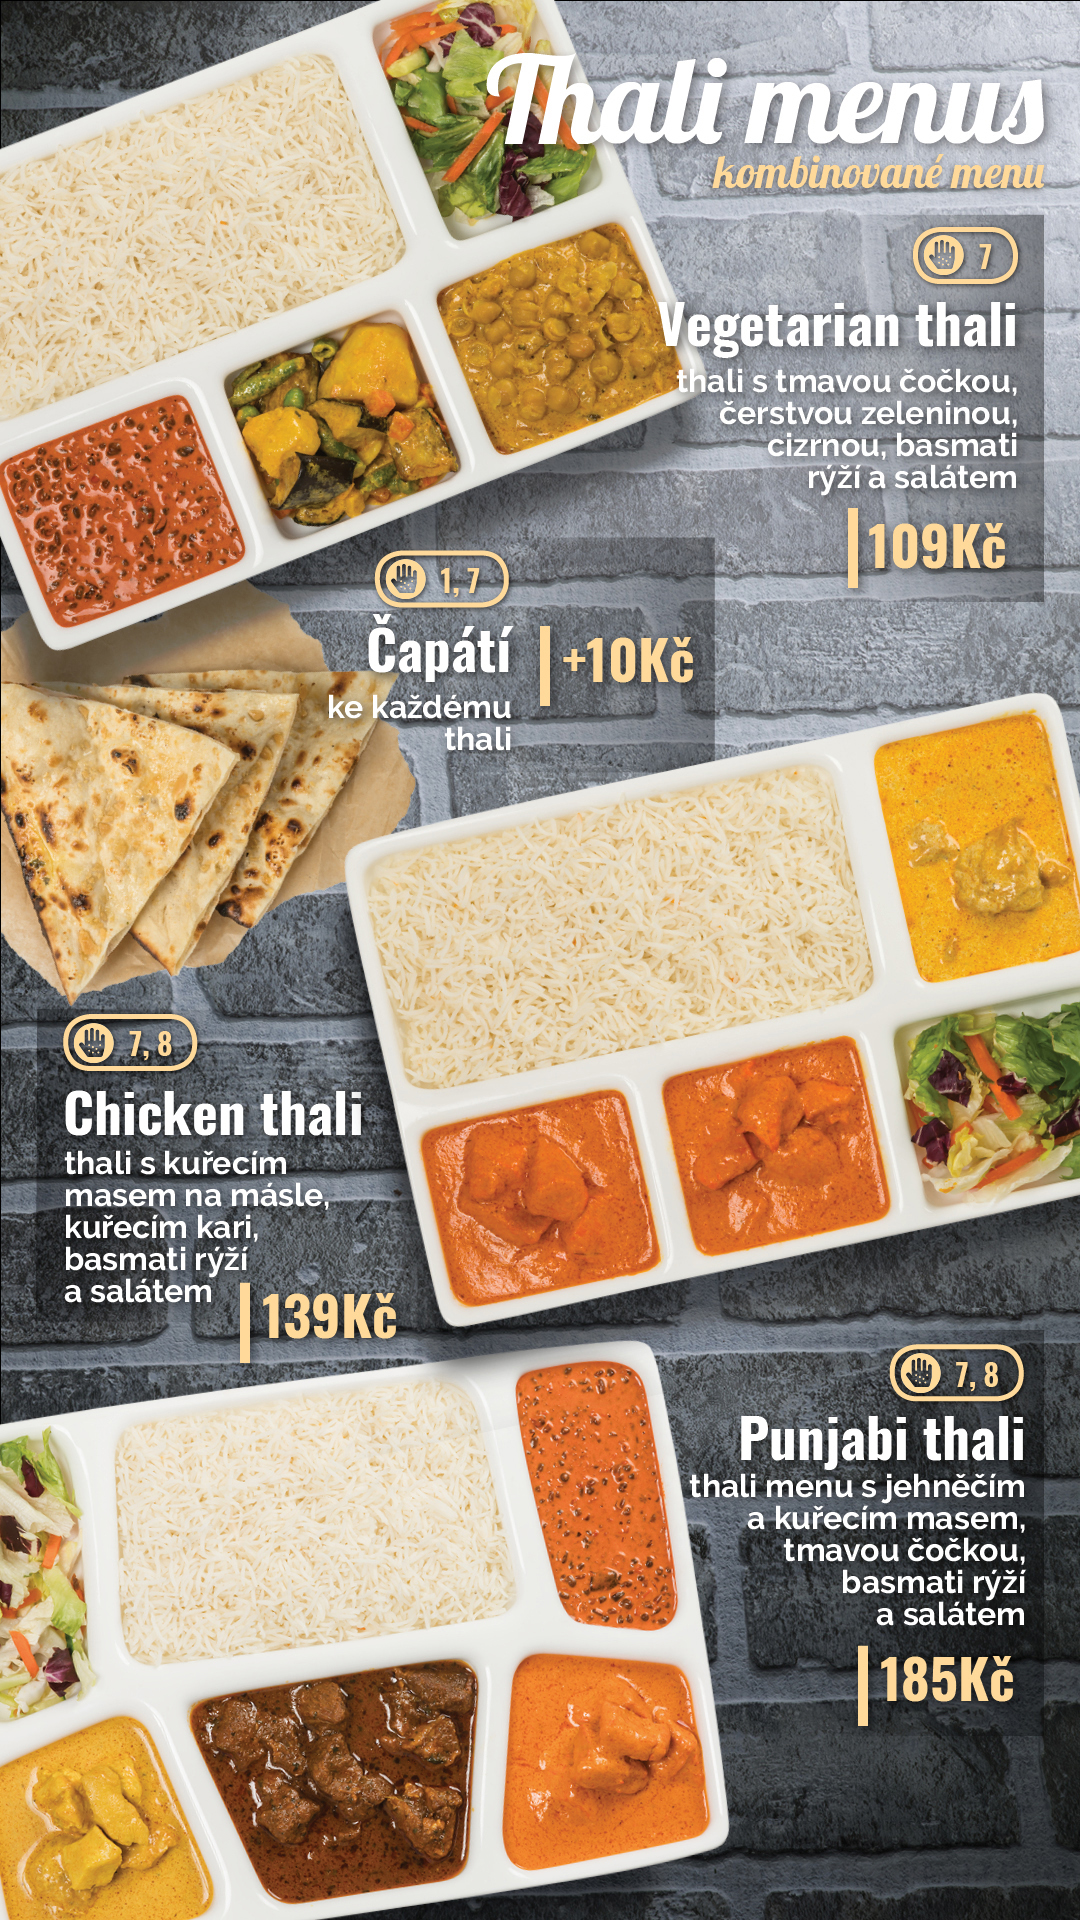 Thali menus
kombinované menu
7
Vegetarian thali
thali s tmavou čočkou,
čerstvou zeleninou,
cizrnou, basmati
rýží a salátem
109Kč
1, 7
Čapátí
+10Kč
ke každému
thali
7, 8
Chicken thali
thali s kuřecím
masem na másle,
kuřecím kari,
basmati rýží
a salátem
139Kč
7, 8
Punjabi thali
thali menu s jehněčím
a kuřecím masem,
tmavou čočkou,
basmati rýží
a salátem
185Kč